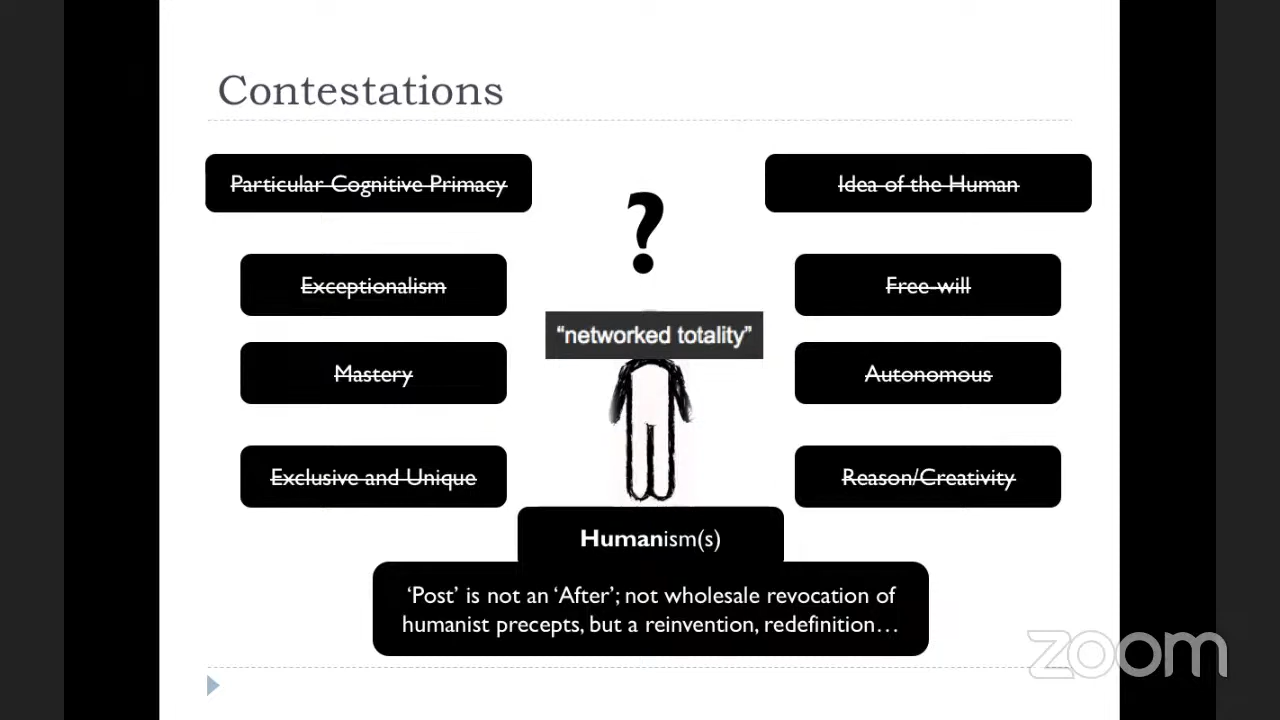 Contestations
Particular Cognitive Primacy
Idea of the Human
?
Exceptionalism
Free-will
“networked totality”
Mastery
Autonomous
Exclusive and Unique
Reason/Creativity
Humanism(s)
‘Post’ is not an ‘After’; not wholesale revocation of
humanist precepts, but a reinvention, redefinition…
zoom